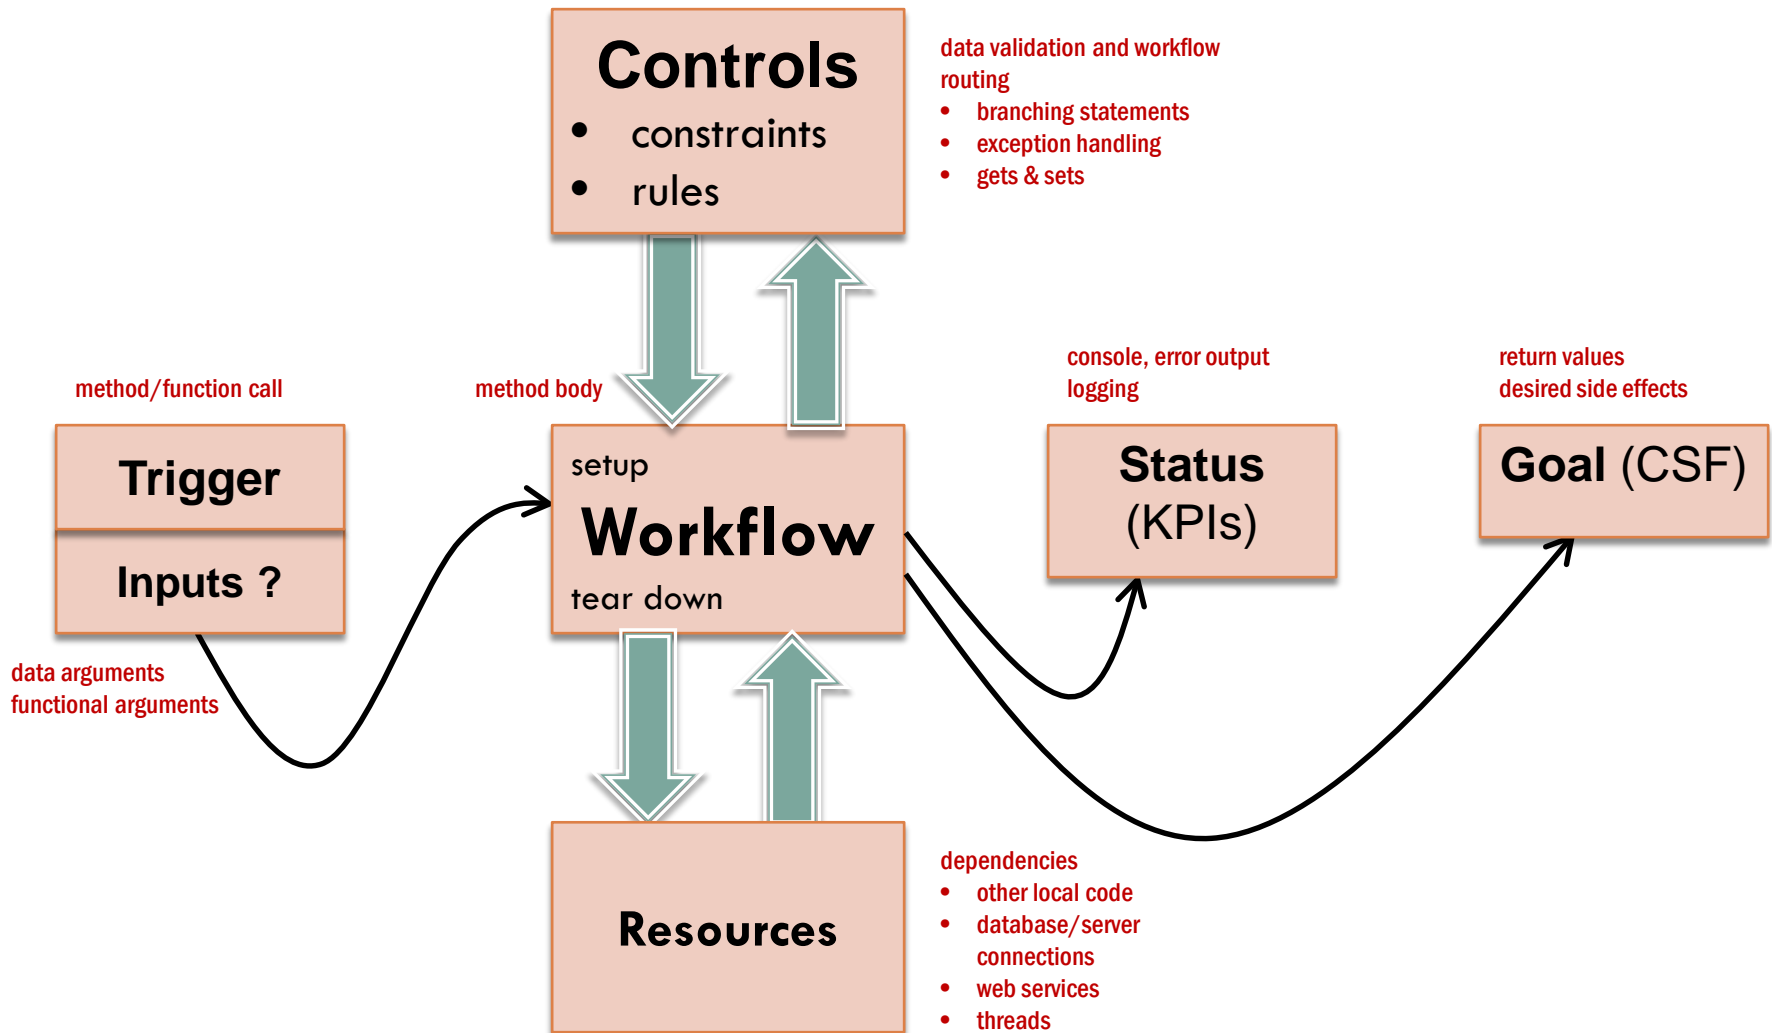 Controls
• constraints
• rules
data validation and workflow
routing
• branching statements
• exception handling
• gets & sets
method/function call
Trigger
Inputs ?
data arguments
functional arguments
method body
setup
Workflow
tear down
console, error output
logging
Status
(KPIs)
return values
desired side effects
Goal (CSF)
Resources
dependencies
• other local code
• database/server
connections
• web services
• threads